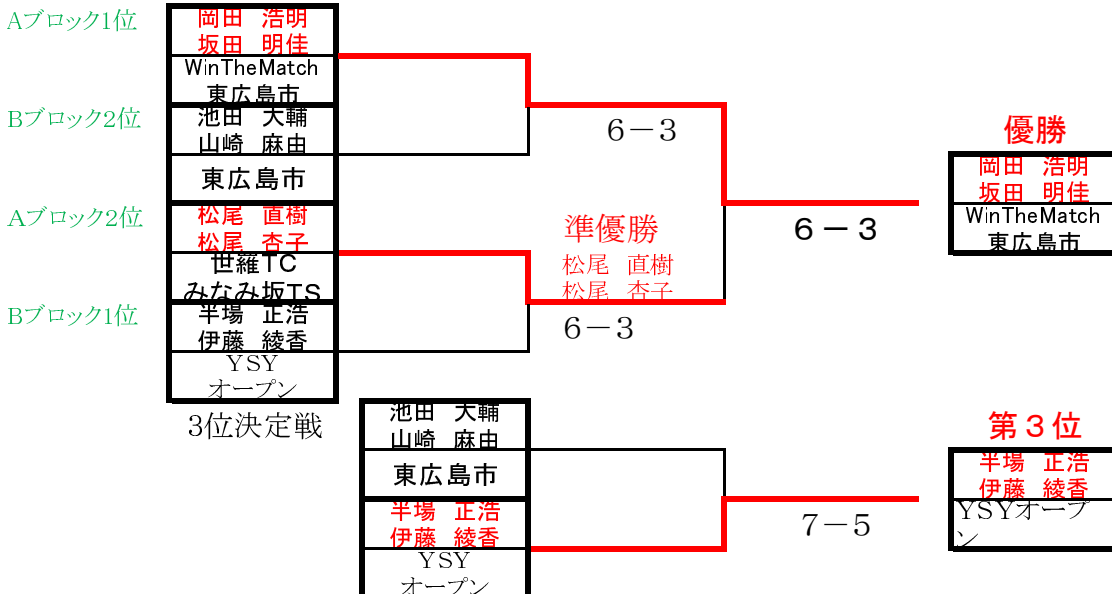 Aブロック1位
岡田 浩明
坂田 明佳
WinTheMatch
東広島市
Bブロック2位
池田 大輔
山崎 麻由
東広島市
Aブロック2位
松尾 直樹
松尾 杏子
世羅TC
みなみ坂TS
Bブロック1位
半場 正浩
伊藤 綾香
YSY
オープン
6－3
準優勝
松尾 直樹
松尾 杏子
6－3
6－3
優勝
岡田 浩明
坂田 明佳
WinTheMatch
東広島市
3位決定戦
池田 大輔
山崎 麻由
東広島市
半場 正浩
伊藤 綾香
YSY
オープン
7－5
第３位
半場 正浩
伊藤 綾香
YSYオープ
ン